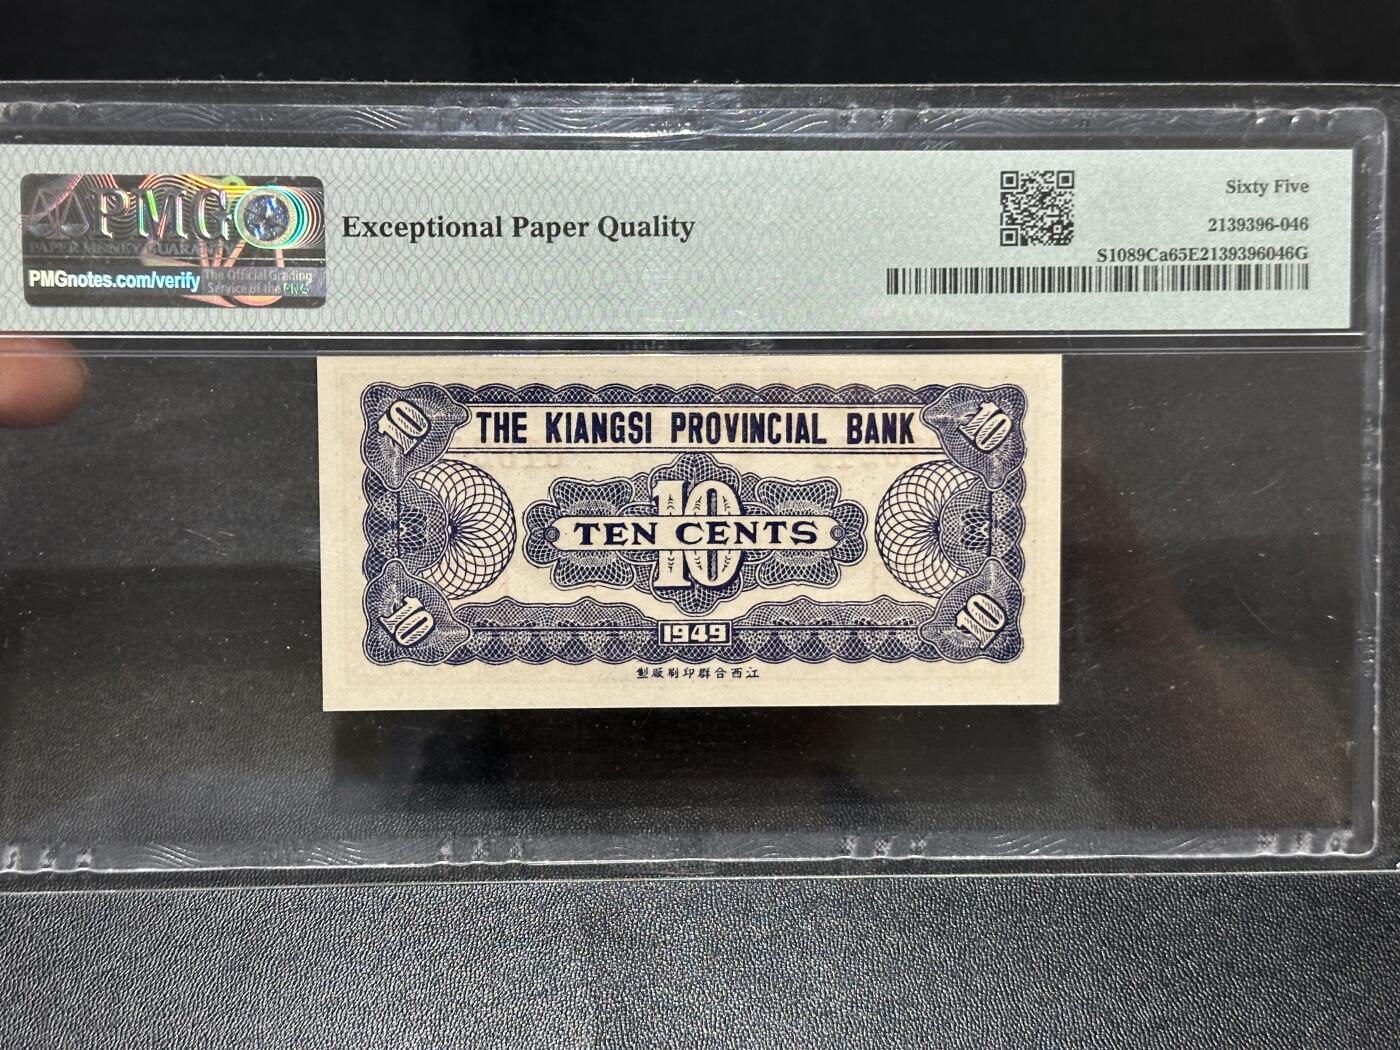 PMG
PAPER MONEY GUARANTY
PMGnotes.com/verify
The Official Grading
Service of the PNG
Exceptional Paper Quality
Sixty Five
2139396-046
S1089Ca65E2139396046G
10
10
THE KIANGSI PROVINCIAL BANK
10
TEN CENTS
10
10
1949
製廠刷印群合西江